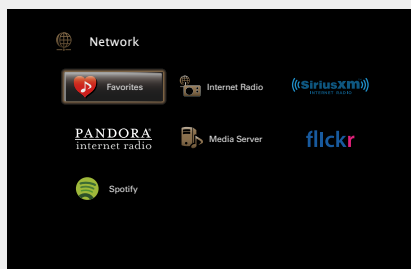 Network
Favorites
Internet Radio
((SiriusXM))
INTERNET RADIO
PANDORA®
internet radio
Media Server
flickr
Spotify